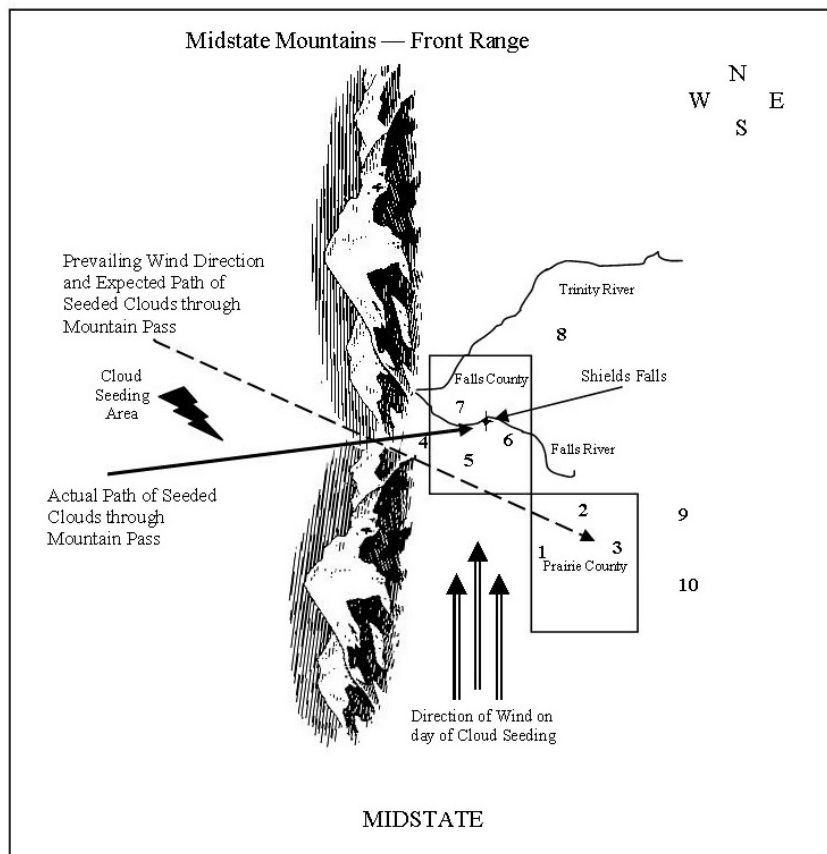 Midstate Mountains — Front Range
N
W E
S
Prevailing Wind Direction
and Expected Path of
Seeded Clouds through
Mountain Pass
Trinity River
8
Cloud
Seeding
Area
Falls County
Shields Falls
7
4
6
5
Falls River
Actual Path of Seeded
Clouds through
Mountain Pass
2
9
1
3
Prairie County
10
Direction of Wind on
day of Cloud Seeding
MIDSTATE